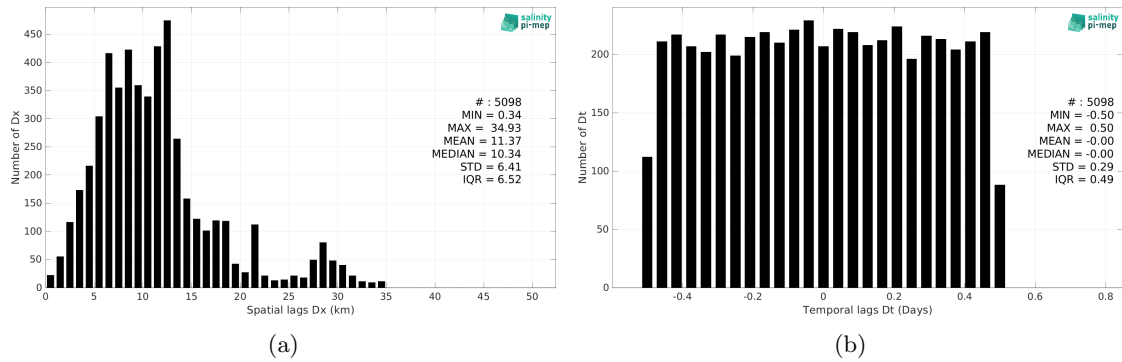 salinity
pi-mep
450
400
350
300
250
200
150
100
50
0
Number of Dx
# : 5098
MIN = 0.34
MAX = 34.93
MEAN = 11.37
MEDIAN = 10.34
STD = 6.41
IQR = 6.52
0 5 10 15 20 25 30 35 40 45 50
Spatial lags Dx (km)
(a)
salinity
pi-mep
200
150
100
50
0
Number of Dt
# : 5098
MIN = -0.50
MAX = 0.50
MEAN = -0.00
MEDIAN = -0.00
STD = 0.29
IQR = 0.49
-0.4 -0.2 0 0.2 0.4 0.6 0.8
Temporal lags Dt (Days)
(b)